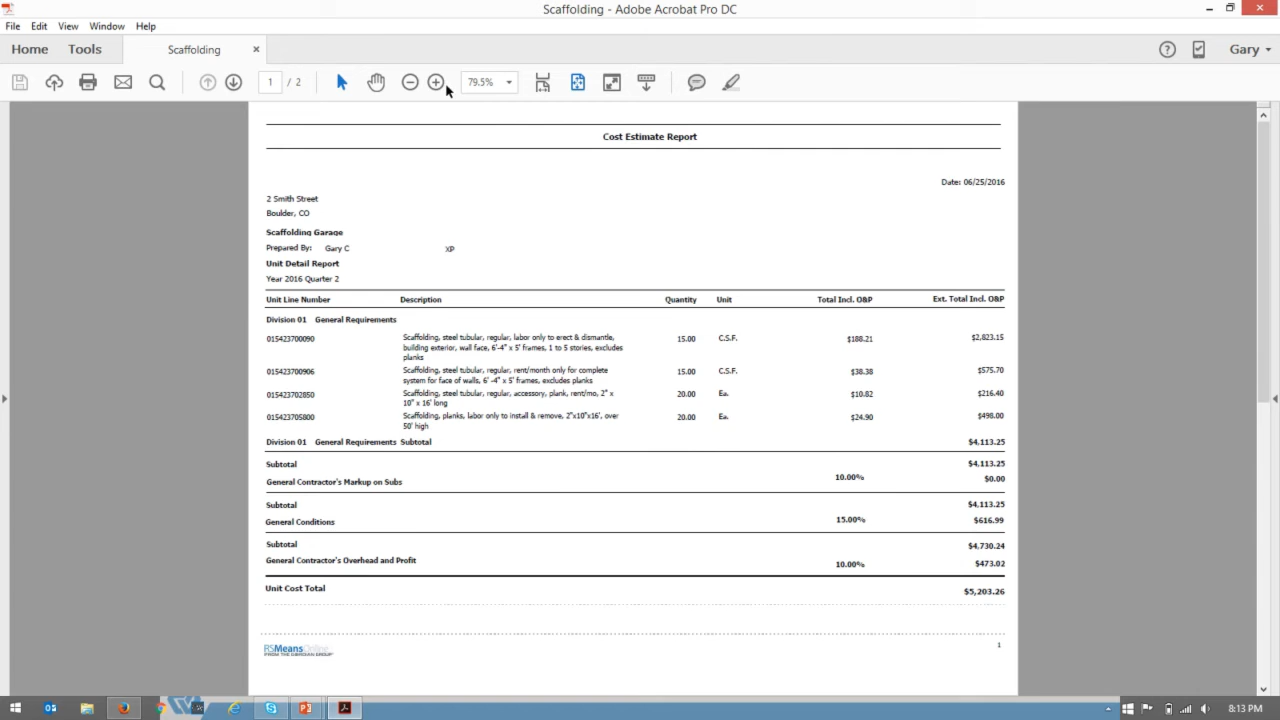 Scaffolding - Adobe Acrobat Pro DC
File Edit View Window Help
Home Tools Scaffolding × Gary
1 / 2 79.5%
Cost Estimate Report
Date: 06/25/2016
2 Smith Street
Boulder, CO
Scaffolding Garage
Prepared By: Gary C XP
Unit Detail Report
Year 2016 Quarter 2
Unit Line Number Description Quantity Unit Total Incl. O&P Ext. Total Incl. O&P
Division 01 General Requirements
015423700090 Scaffolding, steel tubular, regular, labor only to erect & dismantle, 15.00 C.S.F. $188.21 $2,823.15
building exterior, wall face, 6'-4" x 5' frames, 1 to 5 stories, excludes
planks
015423700906 Scaffolding, steel tubular, regular, rent/month only for complete 15.00 C.S.F. $38.38 $575.70
system for face of walls, 6' -4" x 5' frames, excludes planks
015423702850 Scaffolding, steel tubular, regular, accessory, plank, rent/mo, 2" x 20.00 Ea. $10.82 $216.40
10" x 16' long
015423705800 Scaffolding, planks, labor only to install & remove, 2"x10"x16', over 20.00 Ea. $24.90 $498.00
50' high
Division 01 General Requirements Subtotal $4,113.25
Subtotal $4,113.25
General Contractor's Markup on Subs 10.00% $0.00
Subtotal $4,113.25
General Conditions 15.00% $616.99
Subtotal $4,730.24
General Contractor's Overhead and Profit 10.00% $473.02
Unit Cost Total $5,203.26
RSMeans Online 1
FROM THE GORDIAN GROUP
8:13 PM